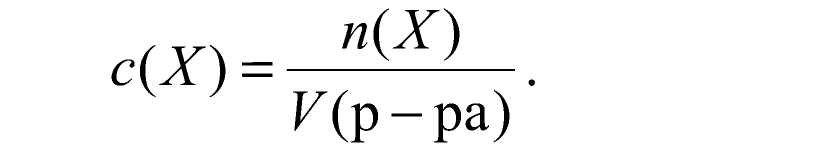 c(X) = n(X) / V(p – pa) .